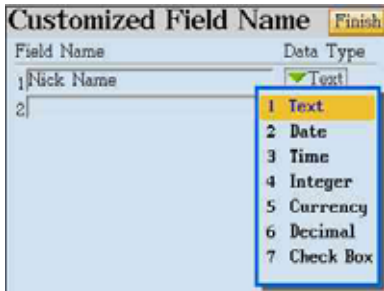 Customized Field Name Finish
Field Name Data Type
1 Nick Name Text
2
1 Text
2 Date
3 Time
4 Integer
5 Currency
6 Decimal
7 Check Box